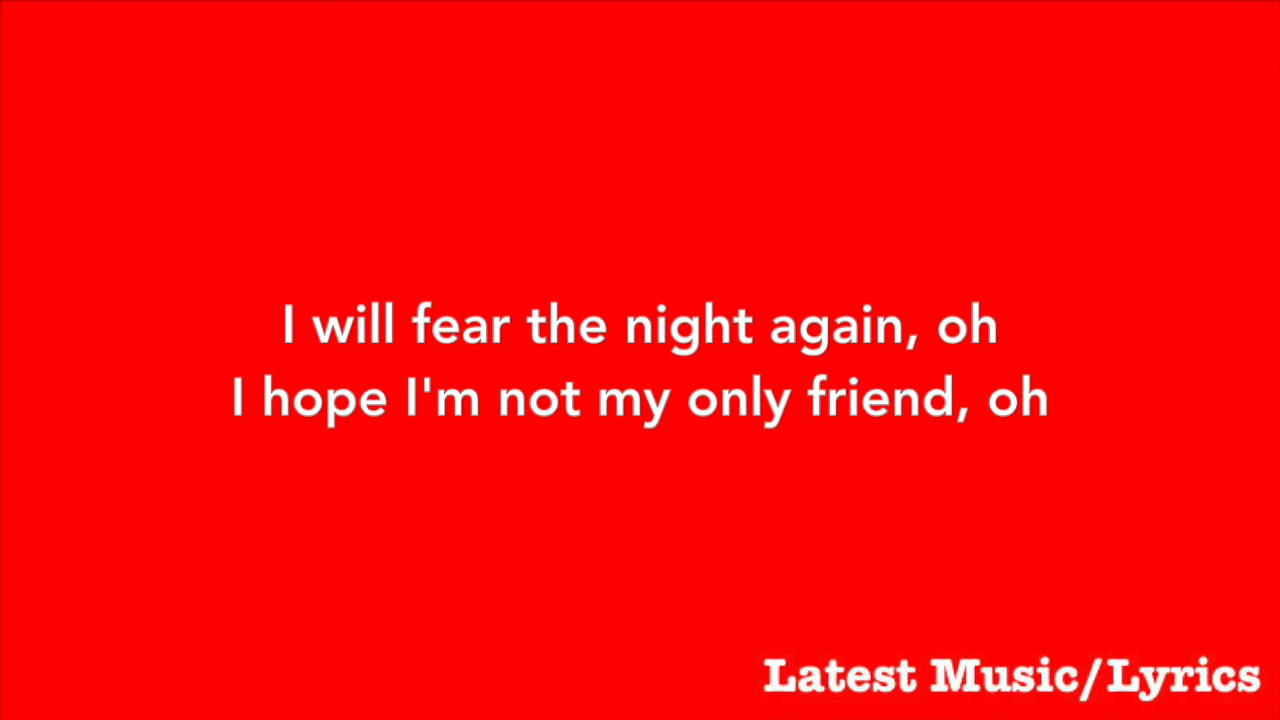 I will fear the night again, oh
I hope I'm not my only friend, oh
Latest Music/Lyrics